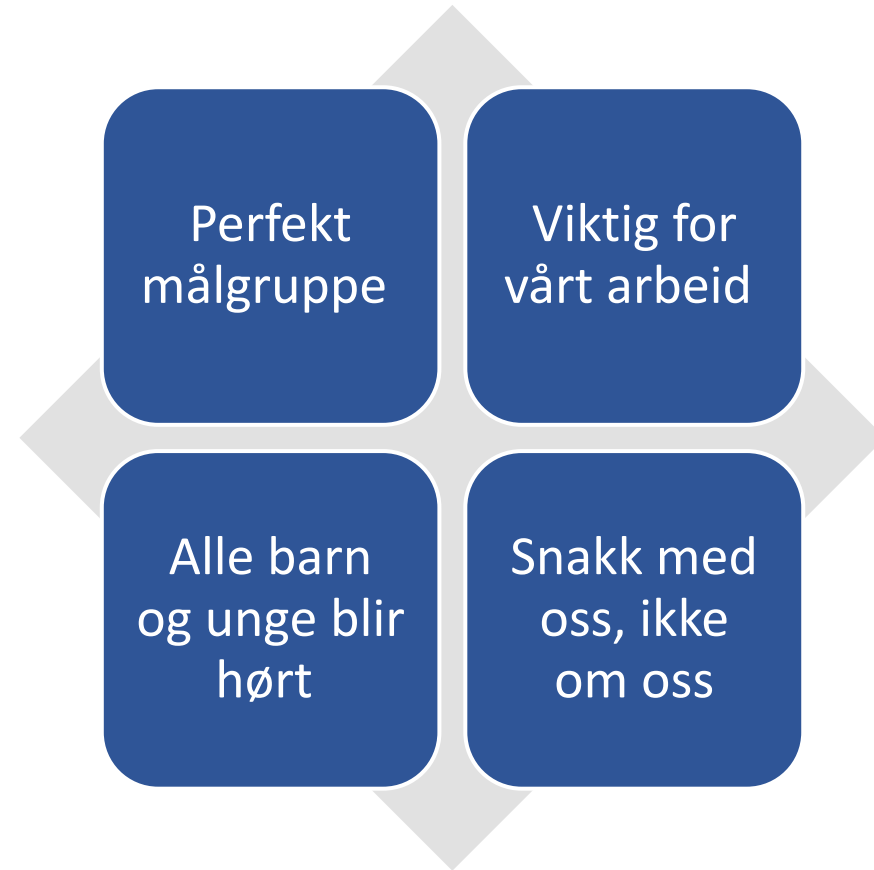 Perfekt
målgruppe
Viktig for
vårt arbeid
Alle barn
og unge blir
hørt
Snakk med
oss, ikke
om oss